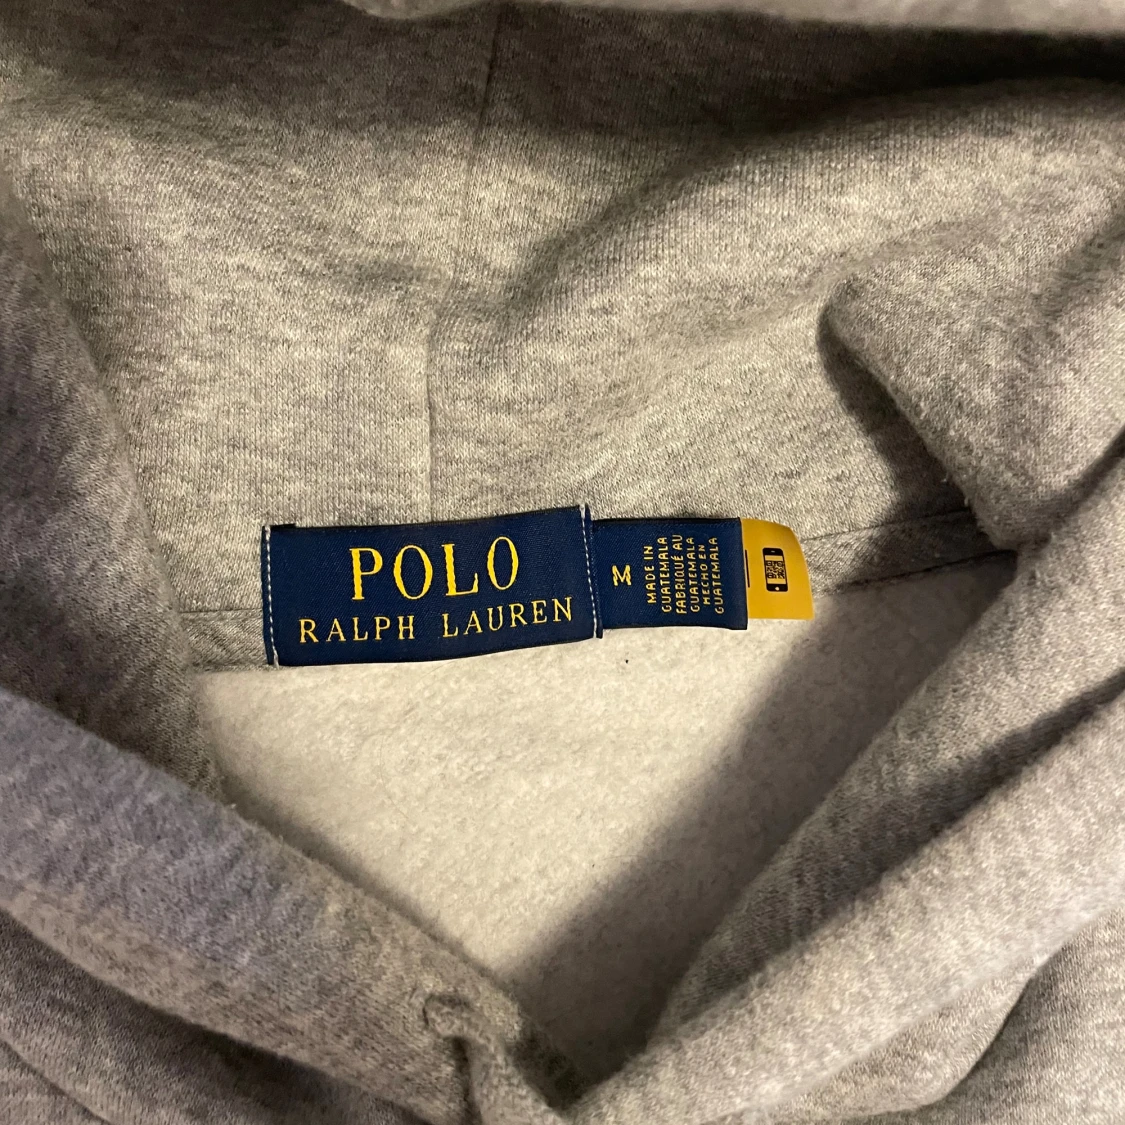 POLO
RALPH LAUREN
M
MADE IN
GUATEMALA
FABRIQUÉ AU
GUATEMALA
HECHO EN
GUATEMALA